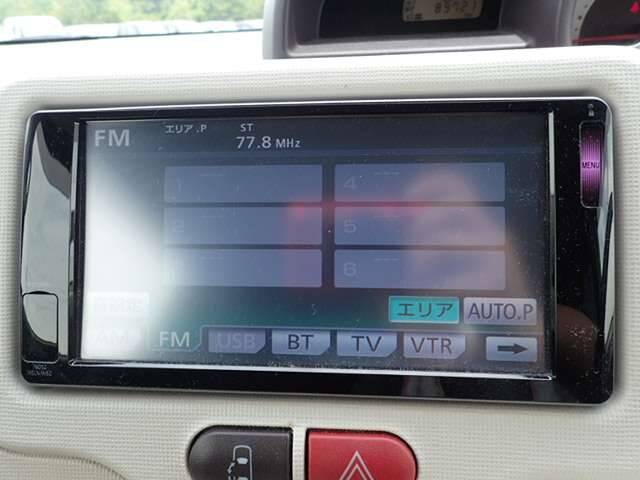 FM エリア.P ST
77.8 MHz
MENU
1 4
2 5
6
エリア AUTO.P
AM FM USB BT TV VTR